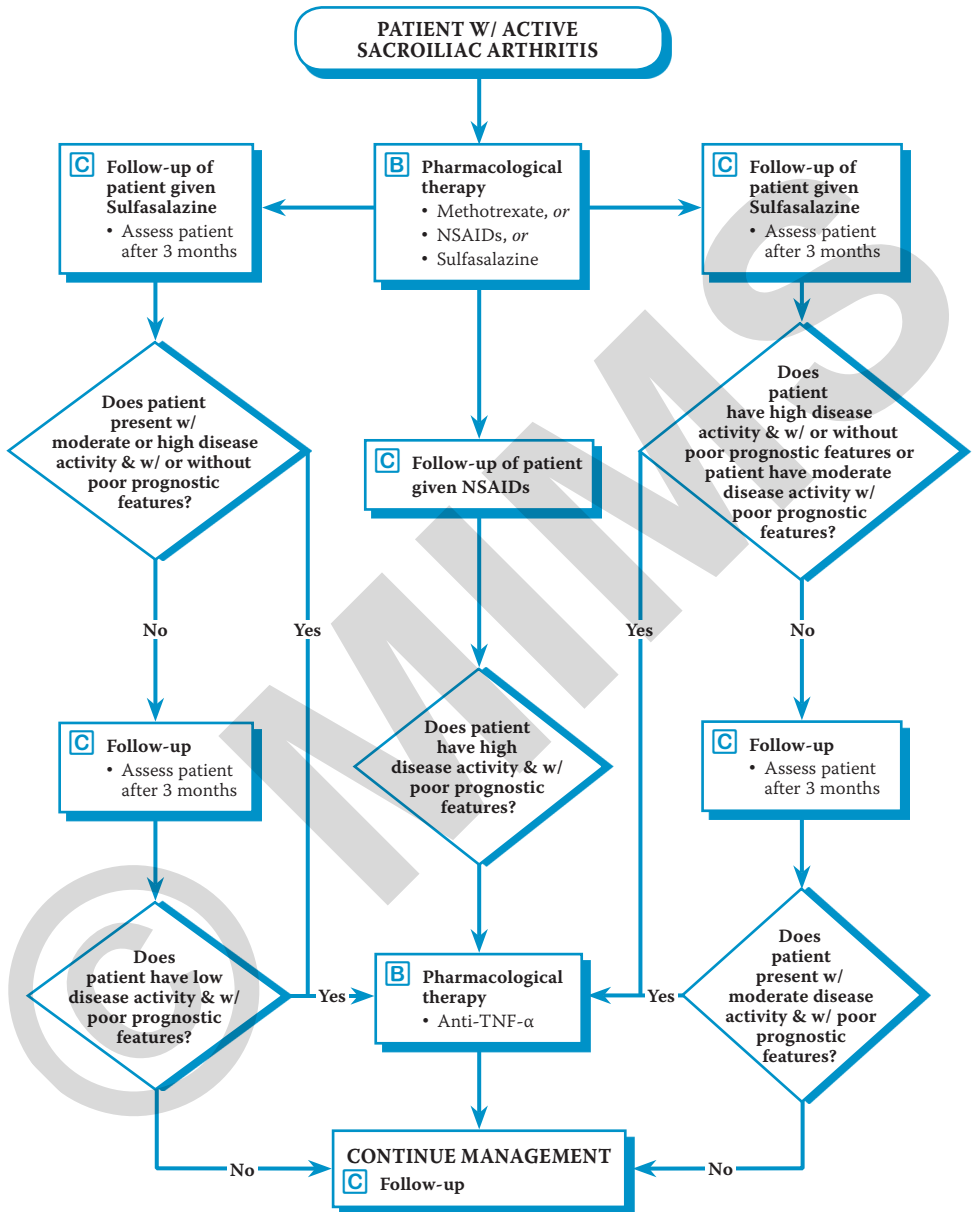 PATIENT W/ ACTIVE
SACROILIAC ARTHRITIS
C Follow-up of
patient given
Sulfasalazine
• Assess patient
after 3 months
B Pharmacological
therapy
• Methotrexate, or
• NSAIDs, or
• Sulfasalazine
C Follow-up of
patient given
Sulfasalazine
• Assess patient
after 3 months
Does patient
present w/
moderate or high disease
activity & w/ or without
poor prognostic
features?
C Follow-up of patient
given NSAIDs
Does
patient
have high disease
activity & w/ or without
poor prognostic features or
patient have moderate
disease activity w/
poor prognostic
features?
No
Yes
Yes
No
C Follow-up
• Assess patient
after 3 months
Does patient
have high
disease activity & w/
poor prognostic
features?
C Follow-up
• Assess patient
after 3 months
Does
patient have low
disease activity & w/
poor prognostic
features?
Yes
B Pharmacological
therapy
• Anti-TNF-α
Yes
Does
patient
present w/
moderate disease
activity & w/ poor
prognostic
features?
No
CONTINUE MANAGEMENT
C Follow-up
No
© MIMS